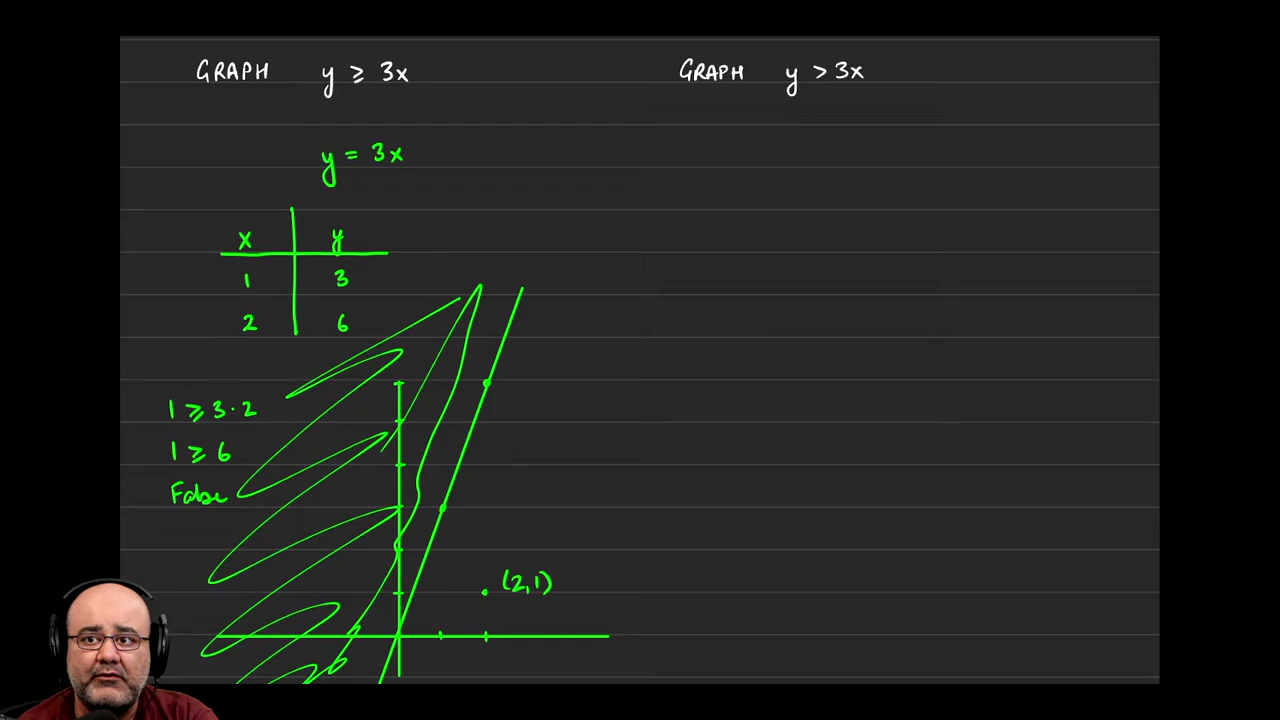 GRAPH y ≥ 3x
y = 3x
x y
1 3
2 6
1 ≥ 3·2
1 ≥ 6
False
(2,1)
GRAPH y > 3x